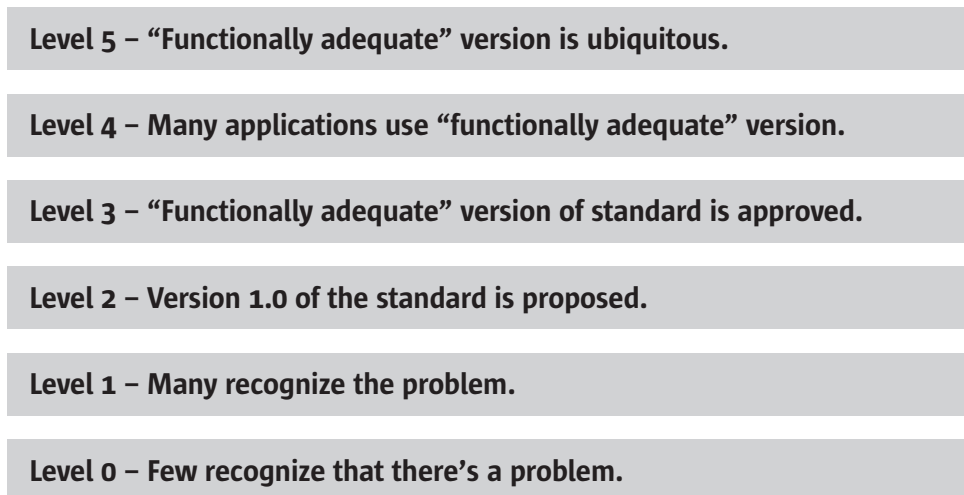 Level 5 – “Functionally adequate” version is ubiquitous.
Level 4 – Many applications use “functionally adequate” version.
Level 3 – “Functionally adequate” version of standard is approved.
Level 2 – Version 1.0 of the standard is proposed.
Level 1 – Many recognize the problem.
Level 0 – Few recognize that there’s a problem.